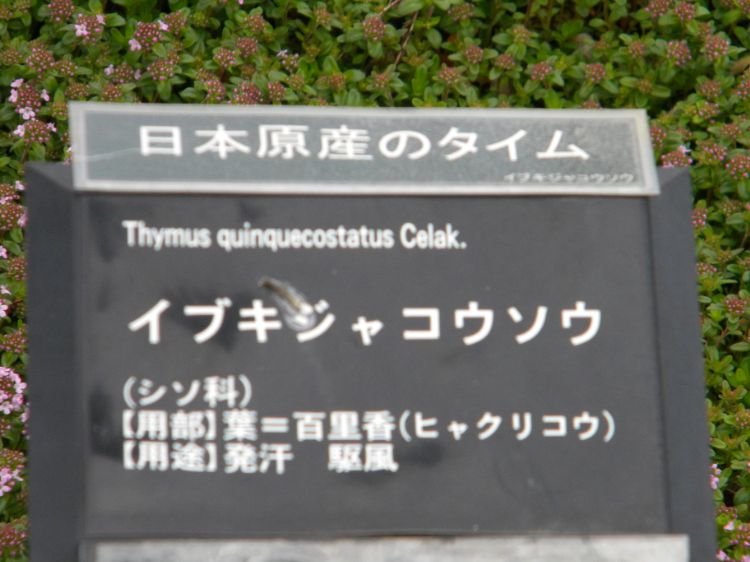 日本原産のタイム
イブキジャコウソウ
Thymus quinquecostatus Celak.
イブキジャコウソウ
(シソ科)
【用部】葉＝百里香(ヒャクリコウ)
【用途】発汗　駆風